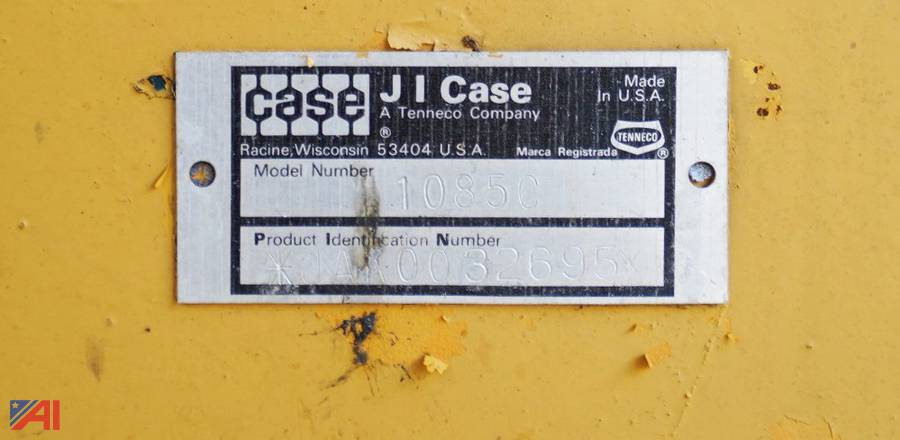 case
J I Case
A Tenneco Company
®
Racine, Wisconsin 53404 U.S.A.
Made
In U.S.A.
TENNECO
®
Marca Registrada
Model Number
1085C
Product Identification Number
*JAK0032695*
AI